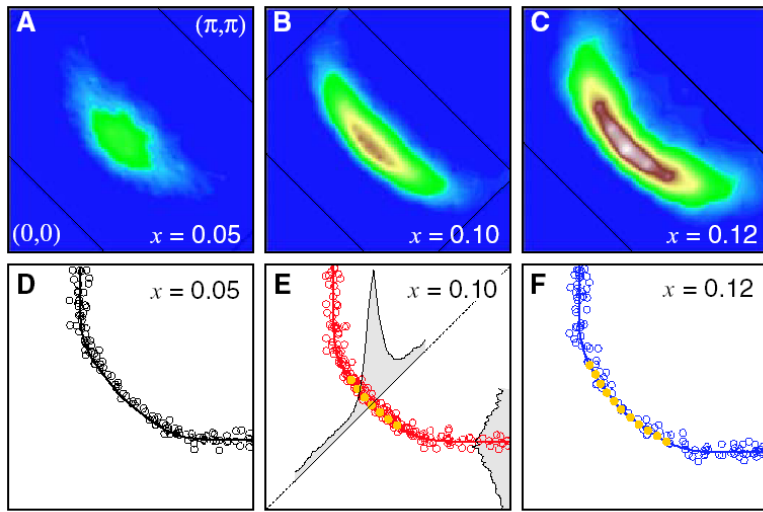 A
(π,π)
(0,0)
x = 0.05
B
x = 0.10
C
x = 0.12
D
x = 0.05
E
x = 0.10
F
x = 0.12